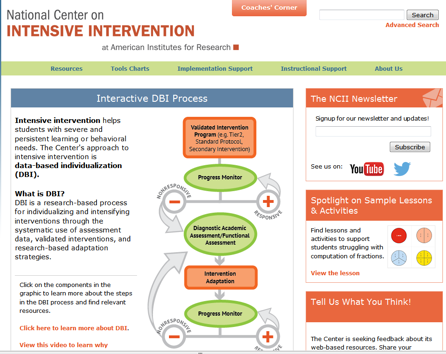 National Center on
Coaches' Corner
Search
INTENSIVE INTERVENTION
Advanced Search
at American Institutes for Research
Resources
Tools Charts
Implementation Support
Instructional Support
About Us
Interactive DBI Process
Intensive intervention helps
students with severe and
persistent learning or behavioral
needs. The Center's approach to
intensive intervention is
data-based individualization
(DBI).
What is DBI?
DBI is a research-based process
for individualizing and intensifying
interventions through the
systematic use of assessment
data, validated interventions, and
research-based adaptation
strategies.
Click on the components in the
graphic to learn more about the steps
in the DBI process and find relevant
resources.
Click here to learn more about DBI.
View this video to learn why
Validated Intervention
Program (e.g. Tier2,
Standard Protocol,
Secondary Intervention)
Progress Monitor
NONRESPONSIVE
RESPONSIVE
Diagnostic Academic
Assessment/Functional
Assessment
Intervention
Adaptation
Progress Monitor
NONRESPONSIVE
RESPONSIVE
The NCII Newsletter
Signup for our newsletter and updates!
Subscribe
See us on:
YouTube
Spotlight on Sample Lessons
& Activities
Find lessons and
activities to support
students struggling with
computation of fractions.
View the lesson
Tell Us What You Think!
The Center is seeking feedback about its
web-based resources. Share your